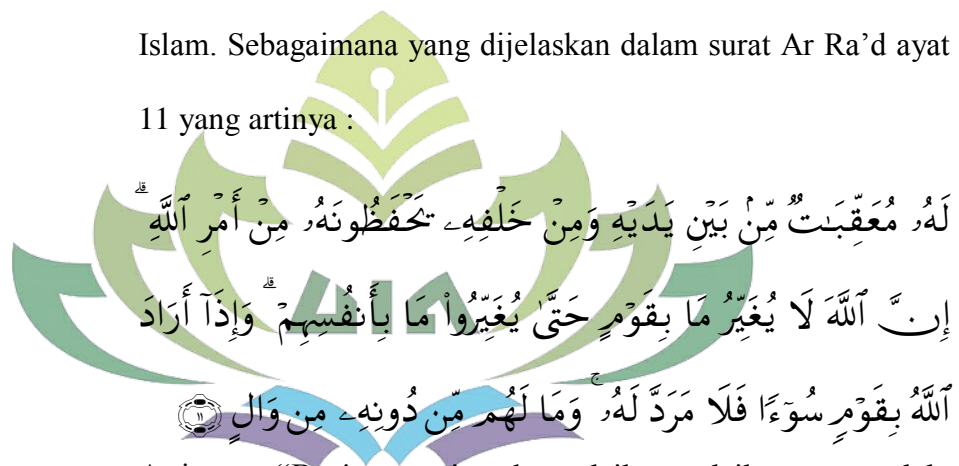 Islam. Sebagaimana yang dijelaskan dalam surat Ar Ra’d ayat
11 yang artinya :
لَهُۥ مُعَقِّبَٰتٌ مِّنۢ بَيْنِ يَدَيْهِ وَمِنْ خَلْفِهِۦ يَحْفَظُونَهُۥ مِنْ أَمْرِ ٱللَّهِ ۗ
إِنَّ ٱللَّهَ لَا يُغَيِّرُ مَا بِقَوْمٍ حَتَّىٰ يُغَيِّرُوا۟ مَا بِأَنفُسِهِمْ ۗ وَإِذَآ أَرَادَ
ٱللَّهُ بِقَوْمٍ سُوٓءًا فَلَا مَرَدَّ لَهُۥ ۚ وَمَا لَهُم مِّن دُونِهِۦ مِن وَالٍ ۝١١